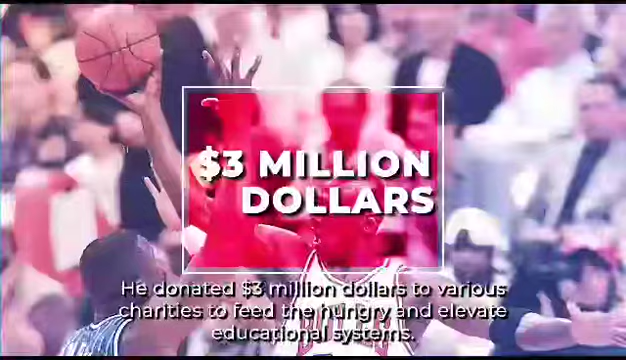 $3 MILLION
DOLLARS
He donated $3 million dollars to various
charities to feed the hungry and elevate
educational systems.